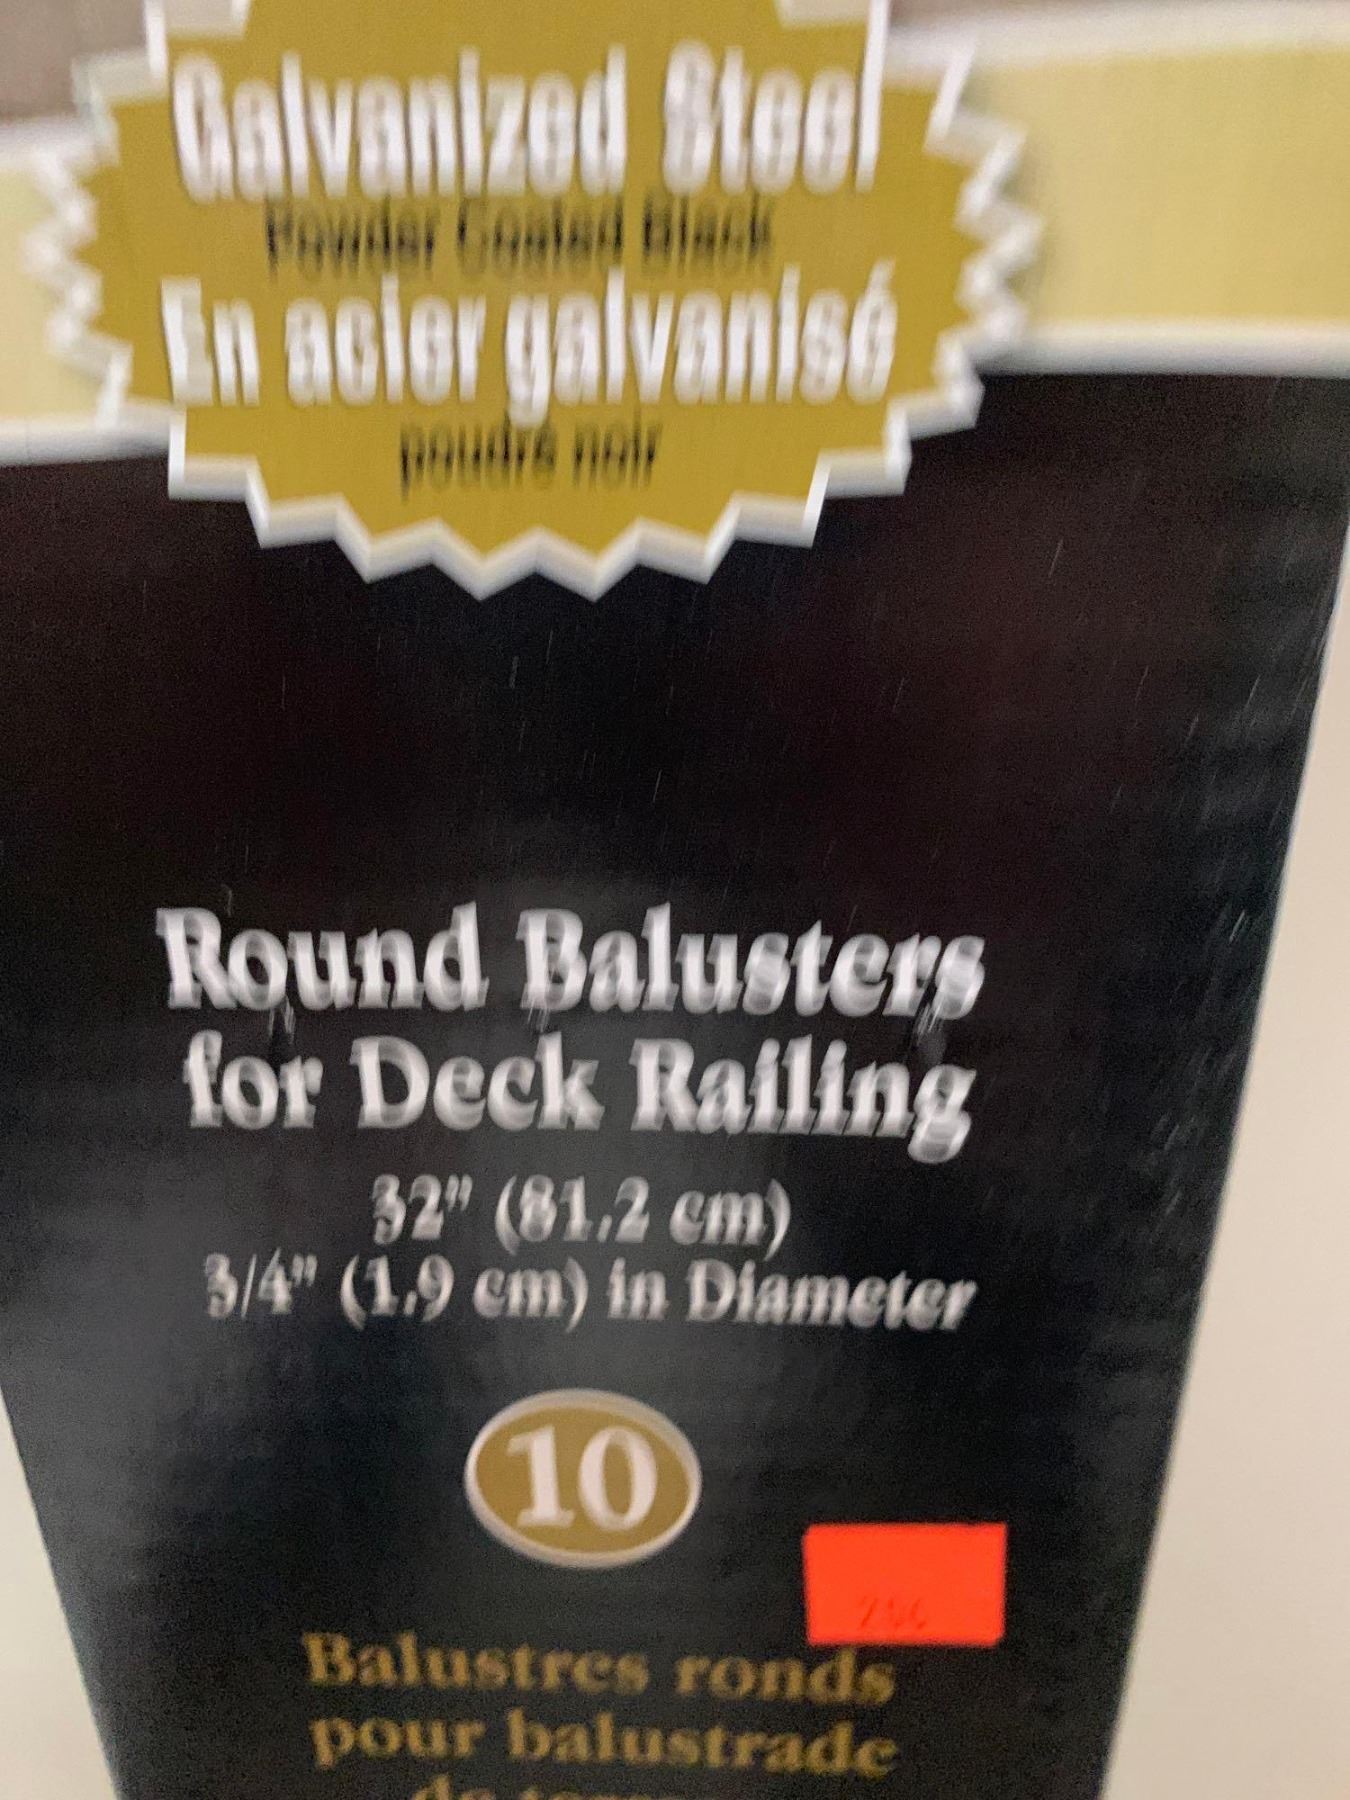 Galvanized Steel
Powder Coated Black
En acier galvanisé
poudré noir
Round Balusters
for Deck Railing
32" (81.2 cm)
3/4" (1.9 cm) in Diameter
10
Balustres ronds
pour balustrade